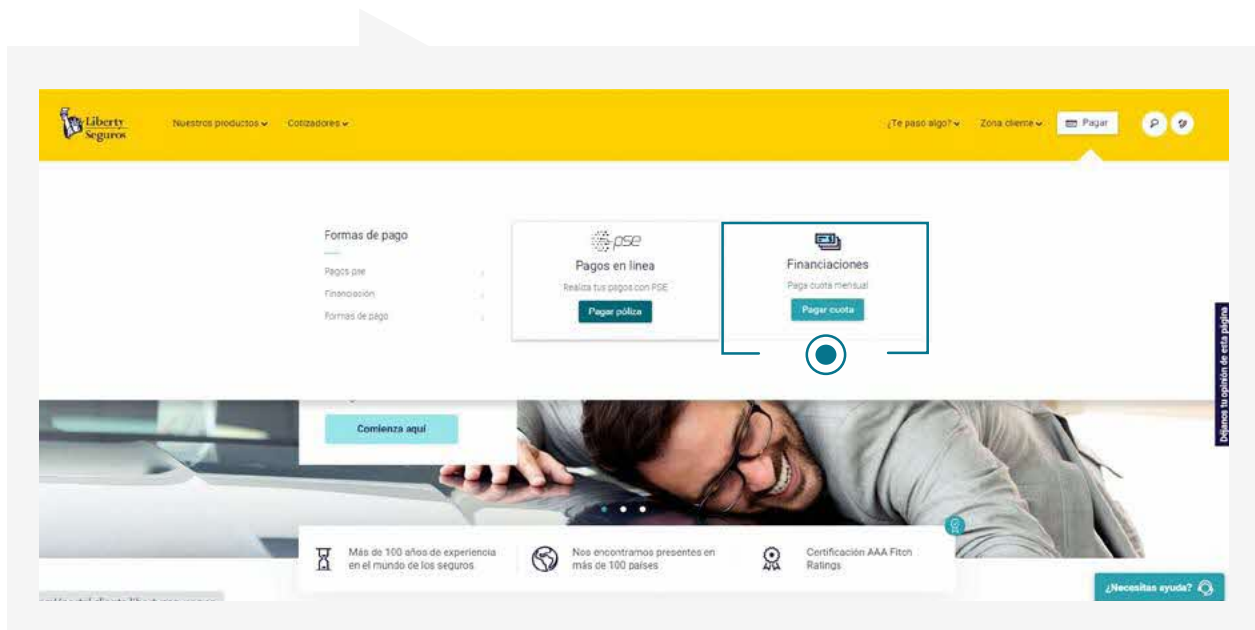 Liberty
Seguros
Nuestros productos
Cotizadores
¿Te paso algo?
Zona cliente
Pagar
Formas de pago
Pagos pse
Financiación
Formas de pago
pse
Pagos en linea
Realiza tus pagos con PSE
Pagar póliza
Financiaciones
Paga cuota mensual
Pagar cuota
Déjanos tu opinión de esta página
Comienza aquí
Más de 100 años de experiencia
en el mundo de los seguros
Nos encontramos presentes en
más de 100 países
Certificación AAA Fitch
Ratings
¿Necesitas ayuda?